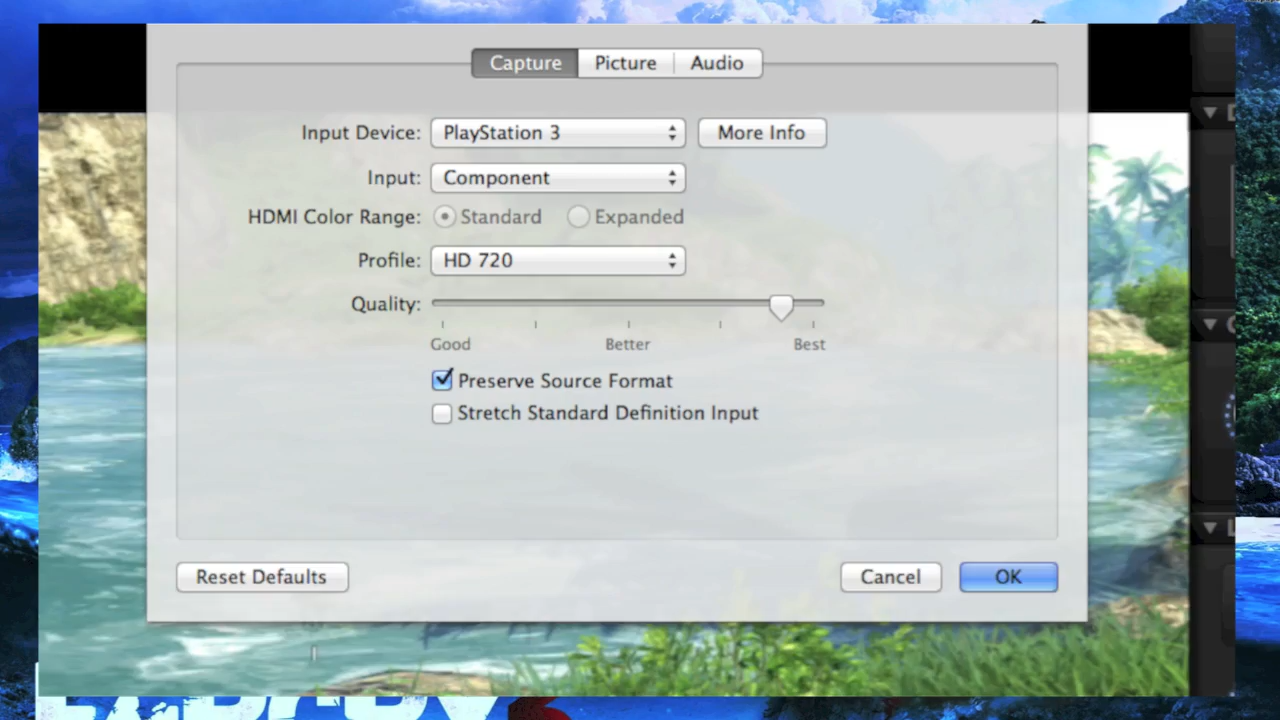 Capture Picture Audio
Input Device: PlayStation 3 More Info
Input: Component
HDMI Color Range: Standard Expanded
Profile: HD 720
Quality:
Good Better Best
Preserve Source Format
Stretch Standard Definition Input
Reset Defaults Cancel OK